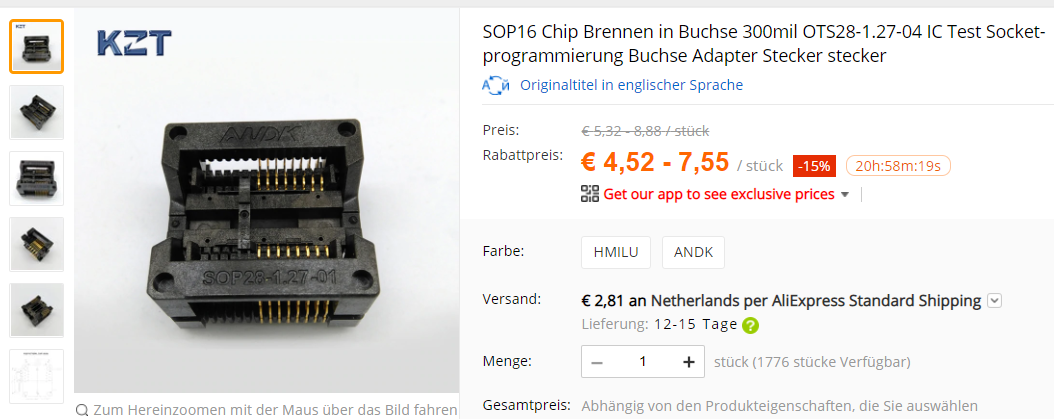 KZT
ANDK
SOP28-1.27-01
Zum Hereinzoomen mit der Maus über das Bild fahren
SOP16 Chip Brennen in Buchse 300mil OTS28-1.27-04 IC Test Socket-
programmierung Buchse Adapter Stecker stecker
Originaltitel in englischer Sprache
Preis: € 5,32 - 8,88 / stück
Rabattpreis: € 4,52 - 7,55 / stück -15% 20h:58m:19s
Get our app to see exclusive prices
Farbe: HMILU ANDK
Versand: € 2,81 an Netherlands per AliExpress Standard Shipping
Lieferung: 12-15 Tage ?
Menge: − 1 + stück (1776 stücke Verfügbar)
Gesamtpreis: Abhängig von den Produkteigenschaften, die Sie auswählen